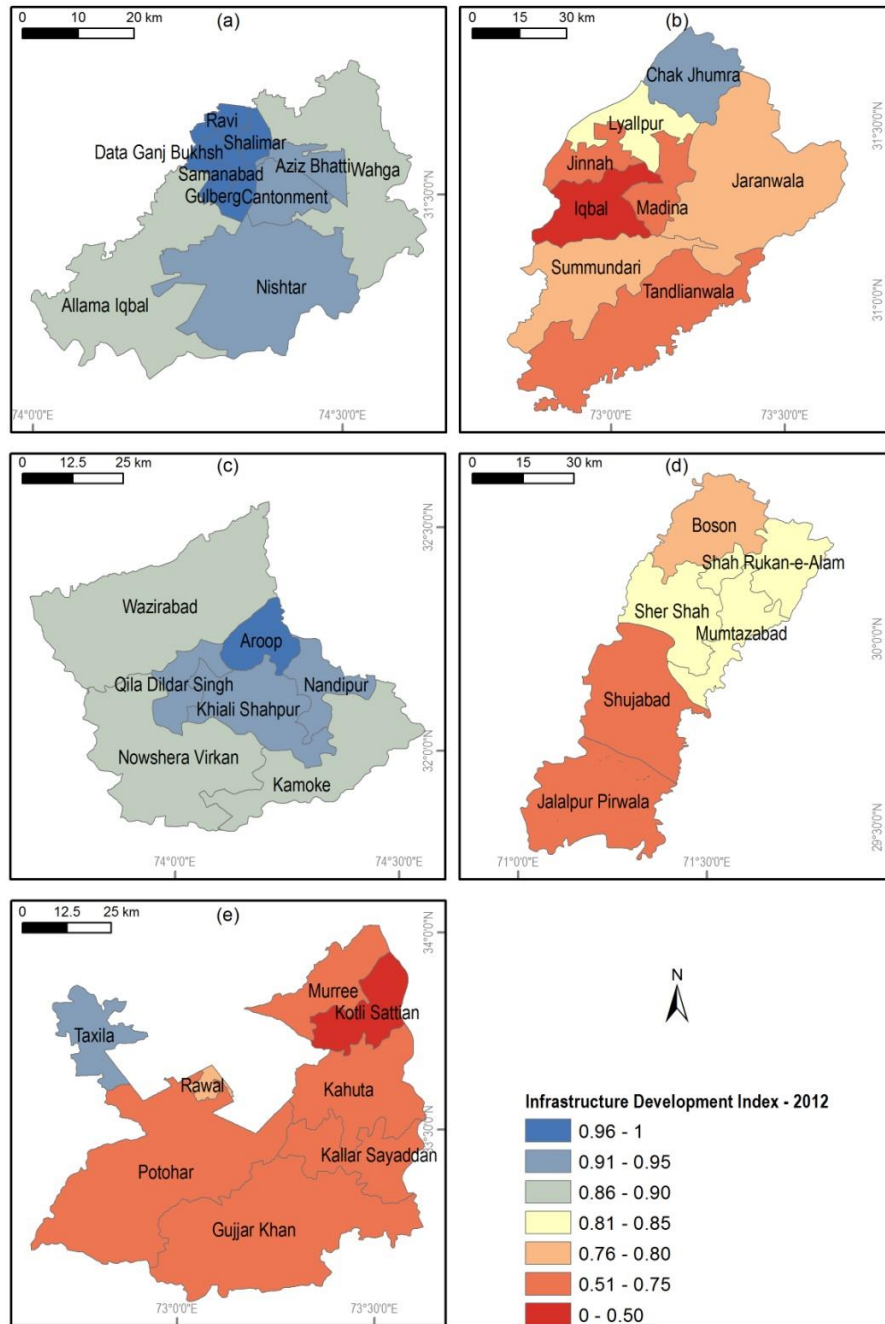 0 10 20 km
(a)
Ravi
Shalimar
Data Ganj Bukhsh
Aziz Bhatti
Wahga
Samanabad
Gulberg
Cantonment
Nishtar
Allama Iqbal
31°30'0"N
74°0'0"E
74°30'0"E
0 15 30 km
(b)
Chak Jhumra
Lyallpur
Jinnah
Jaranwala
Iqbal
Madina
Summundari
Tandlianwala
31°30'0"N
31°0'0"N
73°0'0"E
73°30'0"E
0 12.5 25 km
(c)
Wazirabad
Aroop
Qila Dildar Singh
Nandipur
Khiali Shahpur
Nowshera Virkan
Kamoke
32°30'0"N
32°0'0"N
74°0'0"E
74°30'0"E
0 15 30 km
(d)
Boson
Shah Rukan-e-Alam
Sher Shah
Mumtazabad
Shujabad
Jalalpur Pirwala
30°0'0"N
29°30'0"N
71°0'0"E
71°30'0"E
0 12.5 25 km
(e)
Murree
Kotli Sattian
Taxila
Rawal
Kahuta
Kallar Sayaddan
Potohar
Gujjar Khan
34°0'0"N
33°30'0"N
73°0'0"E
73°30'0"E
N
Infrastructure Development Index - 2012
0.96 - 1
0.91 - 0.95
0.86 - 0.90
0.81 - 0.85
0.76 - 0.80
0.51 - 0.75
0 - 0.50